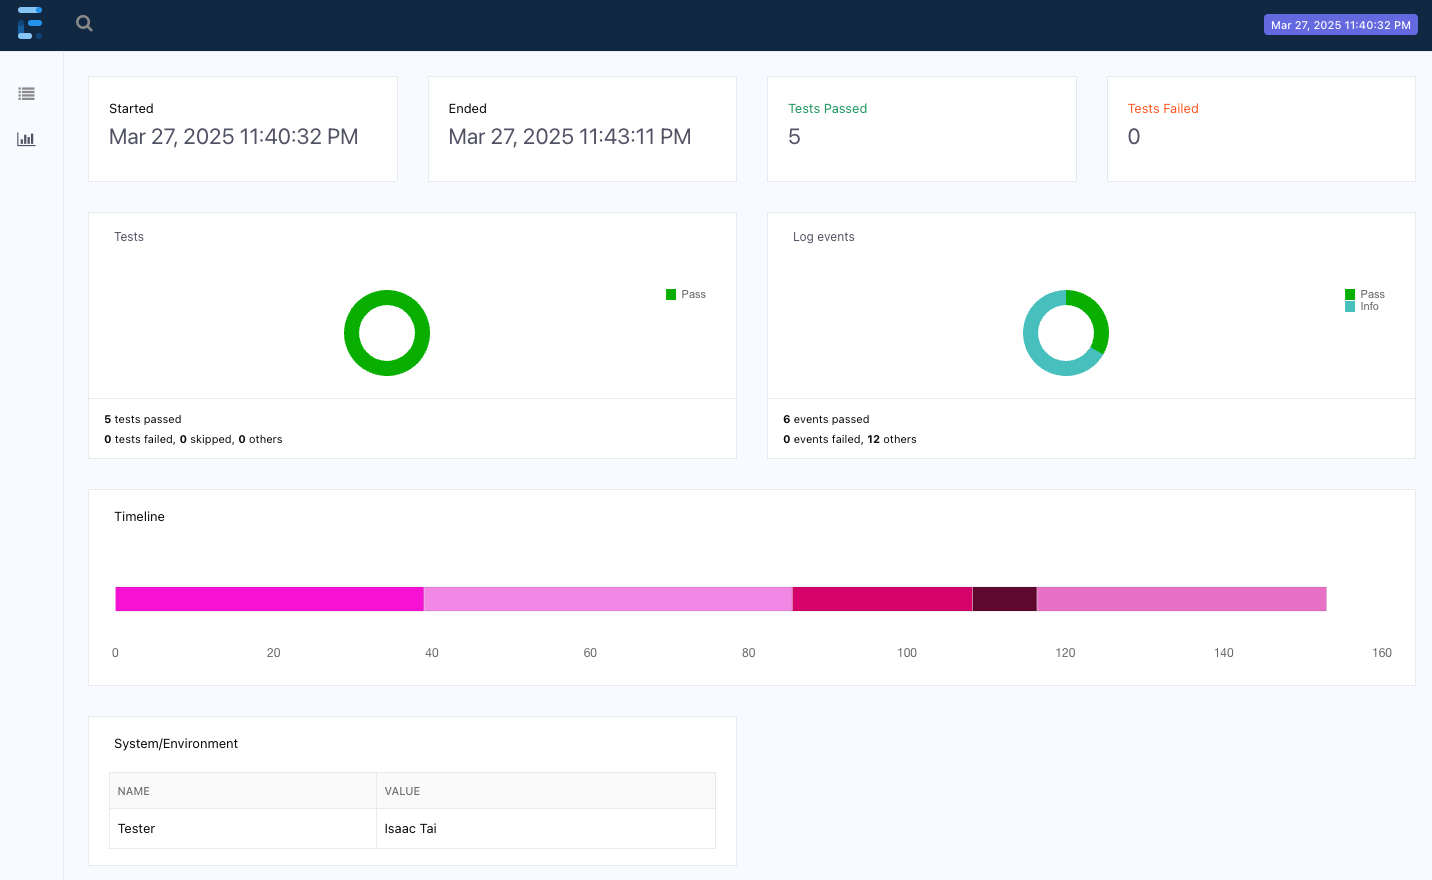 Mar 27, 2025 11:40:32 PM
Started
Mar 27, 2025 11:40:32 PM
Ended
Mar 27, 2025 11:43:11 PM
Tests Passed
5
Tests Failed
0
Tests
Pass
5 tests passed
0 tests failed, 0 skipped, 0 others
Log events
Pass
Info
6 events passed
0 events failed, 12 others
Timeline
0 20 40 60 80 100 120 140 160
System/Environment
NAME VALUE
Tester Isaac Tai